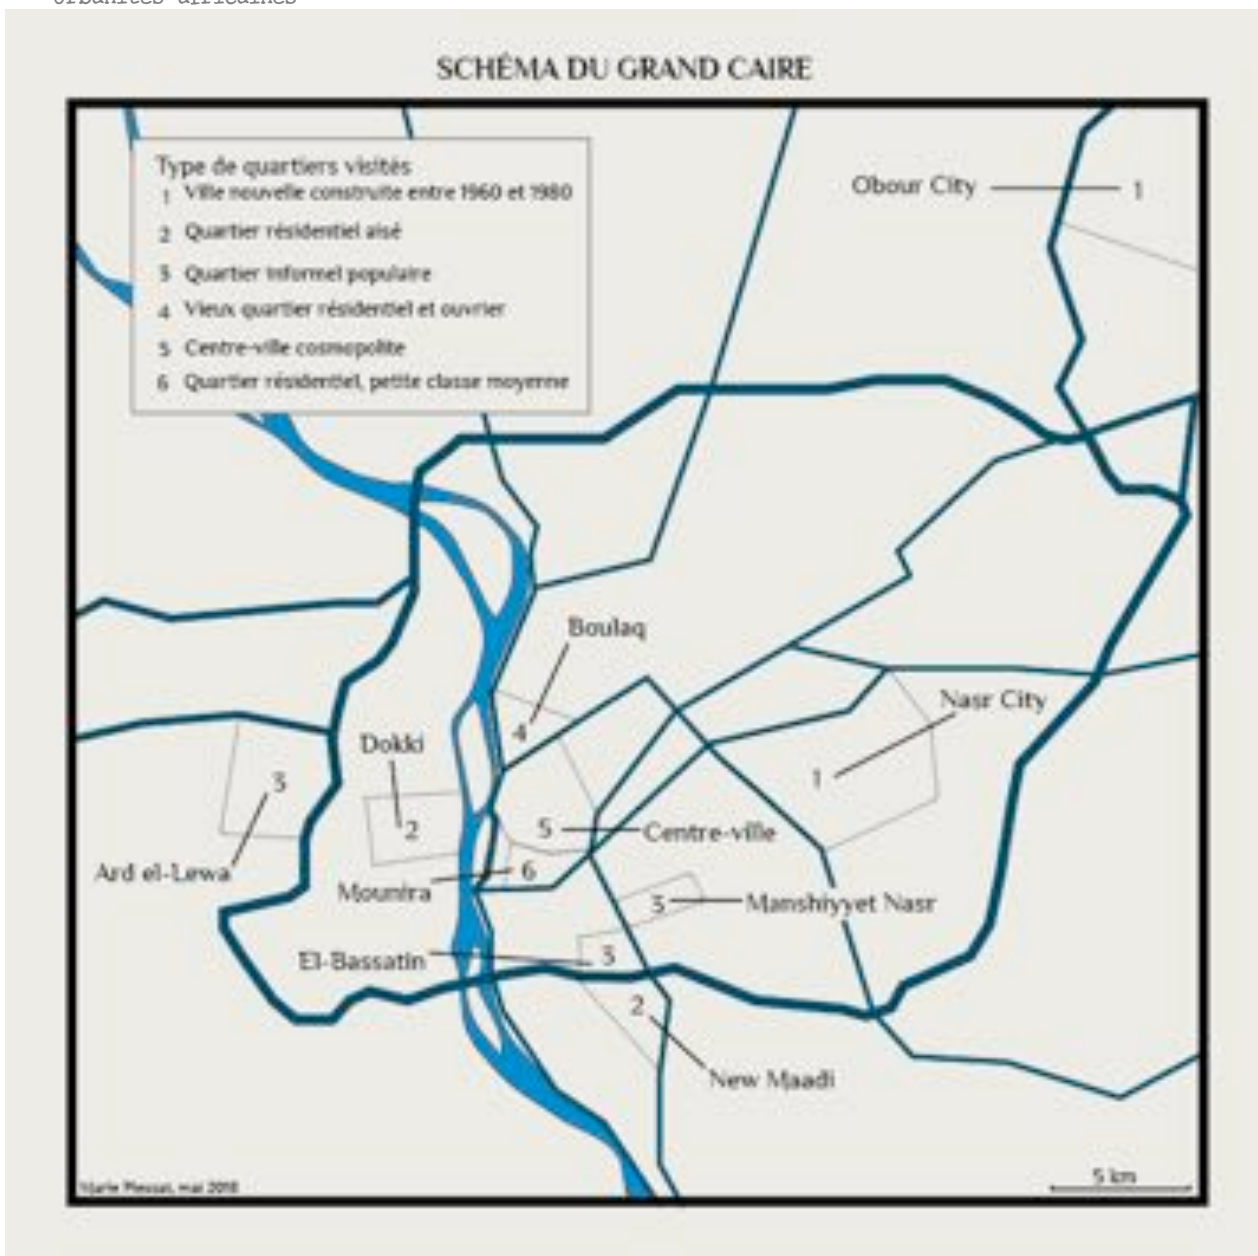 SCHÉMA DU GRAND CAIRE
Type de quartiers visités
1 Ville nouvelle construite entre 1960 et 1980
2 Quartier résidentiel aisé
3 Quartier informel populaire
4 Vieux quartier résidentiel et ouvrier
5 Centre-ville cosmopolite
6 Quartier résidentiel, petite classe moyenne
Obour City 1
Boulaq
4
Nasr City
1
Dokki
2
3
Ard el-Lewa
5 Centre-ville
Mounira 6
3 Manshiyyet Nasr
El-Bassatin 3
2
New Maadi
5 km
Marie mai 2018